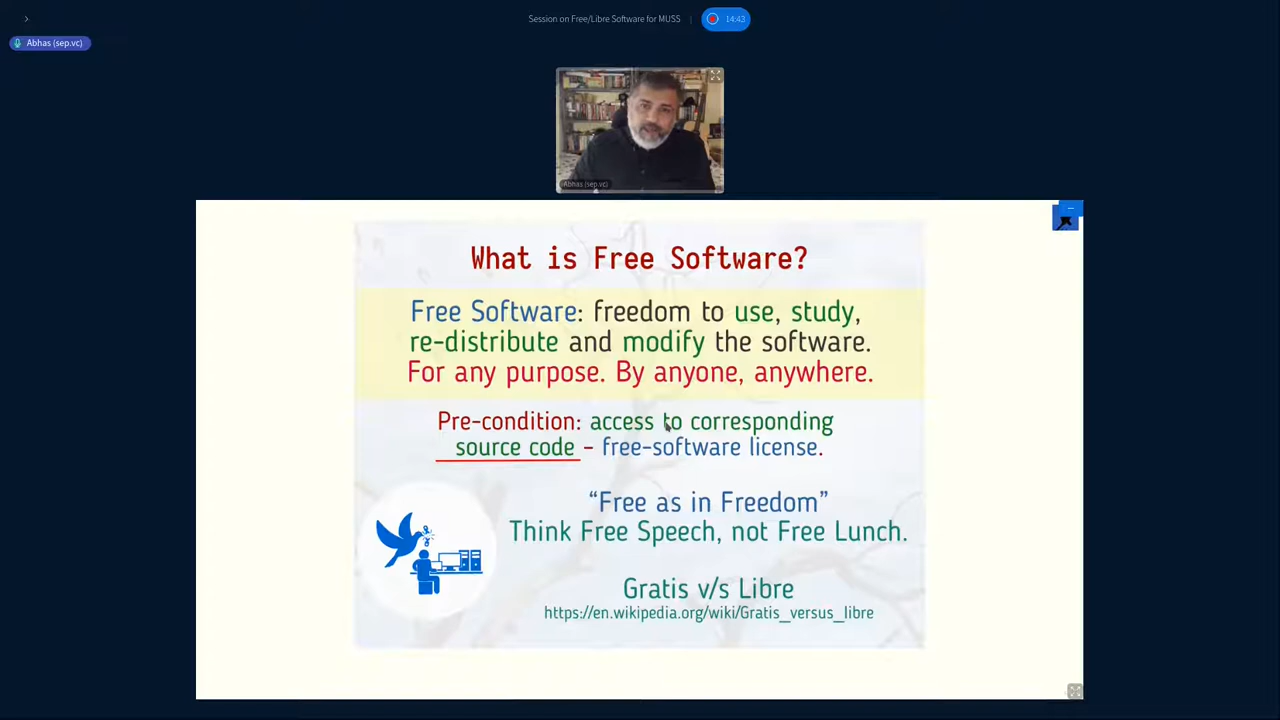 Session on Free/Libre Software for MUSS
14:43
Abhas (sep.vc)
Abhas (sep.vc)
What is Free Software?
Free Software: freedom to use, study,
re-distribute and modify the software.
For any purpose. By anyone, anywhere.
Pre-condition: access to corresponding
source code – free-software license.
“Free as in Freedom”
Think Free Speech, not Free Lunch.
Gratis v/s Libre
https://en.wikipedia.org/wiki/Gratis_versus_libre